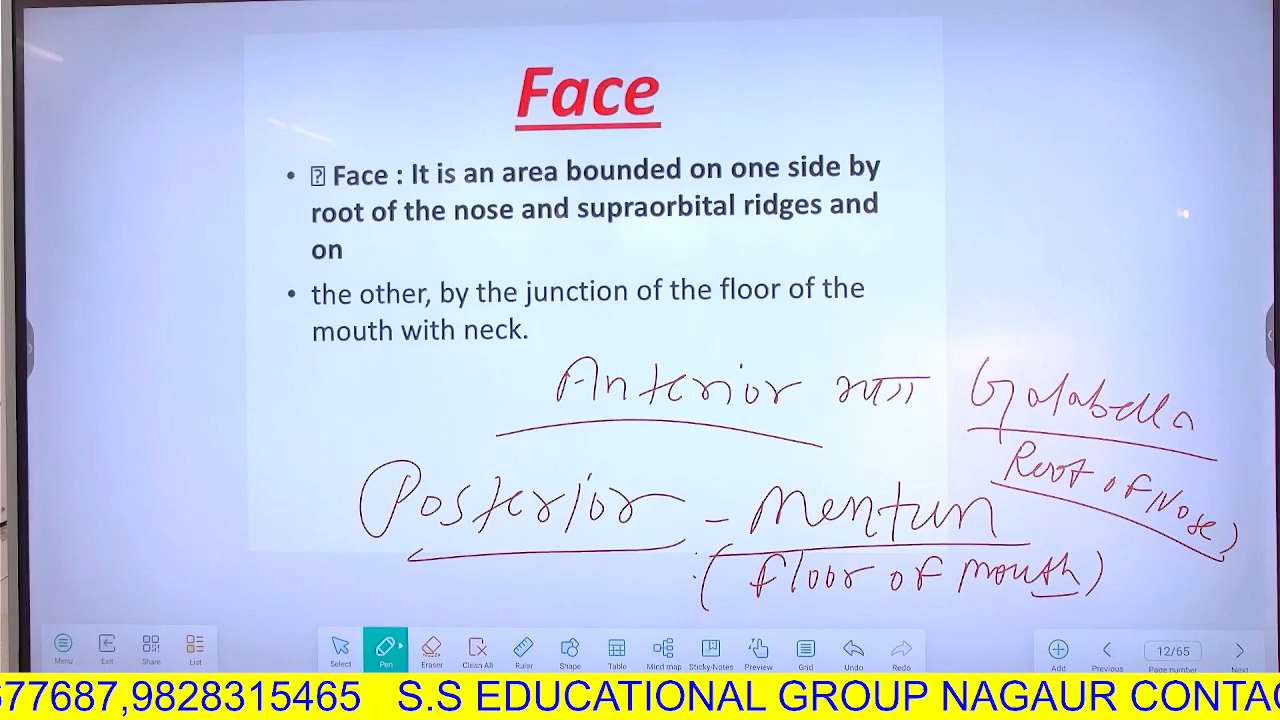 Face
• Face : It is an area bounded on one side by
root of the nose and supraorbital ridges and
on
• the other, by the junction of the floor of the
mouth with neck.
Anterior भाग Galabella
Root of Nose)
Posterior - Mentum
(floor of mouth)
Menu Exit Share List Select Pen Eraser Clean All Ruler Shape Table Mind map Sticky-Notes Preview Grid Undo Redo Add Previous 12/65 Page number Next
677687,9828315465 S.S EDUCATIONAL GROUP NAGAUR CONTAC